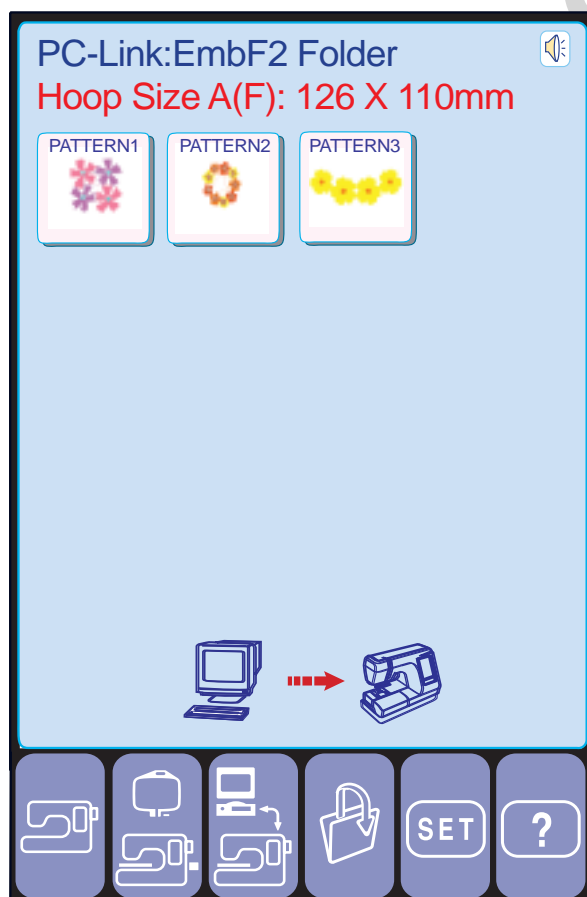 PC-Link:EmbF2 Folder
Hoop Size A(F): 126 X 110mm
PATTERN1 PATTERN2 PATTERN3
SET ?